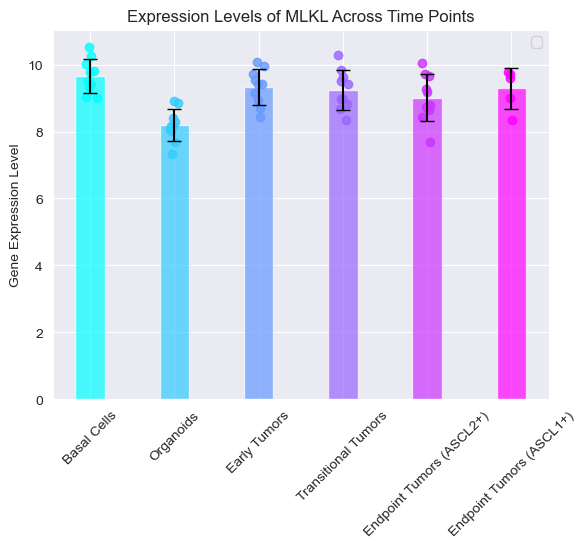 Expression Levels of MLKL Across Time Points
Gene Expression Level
10
8
6
4
2
0
Basal Cells
Organoids
Early Tumors
Transitional Tumors
Endpoint Tumors (ASCL2+)
Endpoint Tumors (ASCL1+)